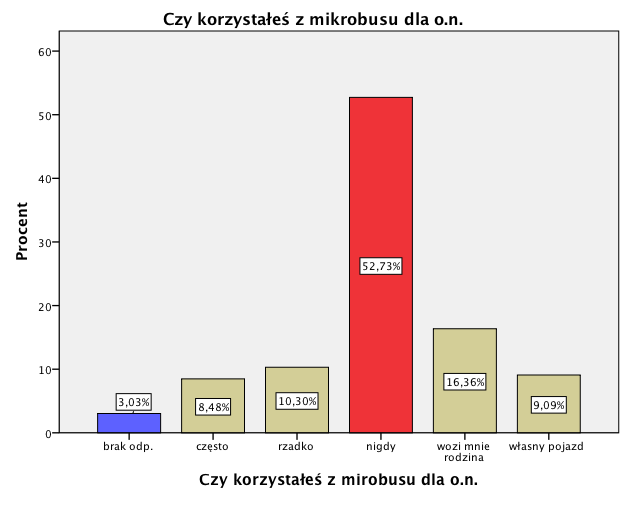 Czy korzystałeś z mikrobusu dla o.n.
Procent
60
50
40
30
20
10
0
3,03%
8,48%
10,30%
52,73%
16,36%
9,09%
brak odp.
często
rzadko
nigdy
wozi mnie
rodzina
własny pojazd
Czy korzystałeś z mirobusu dla o.n.